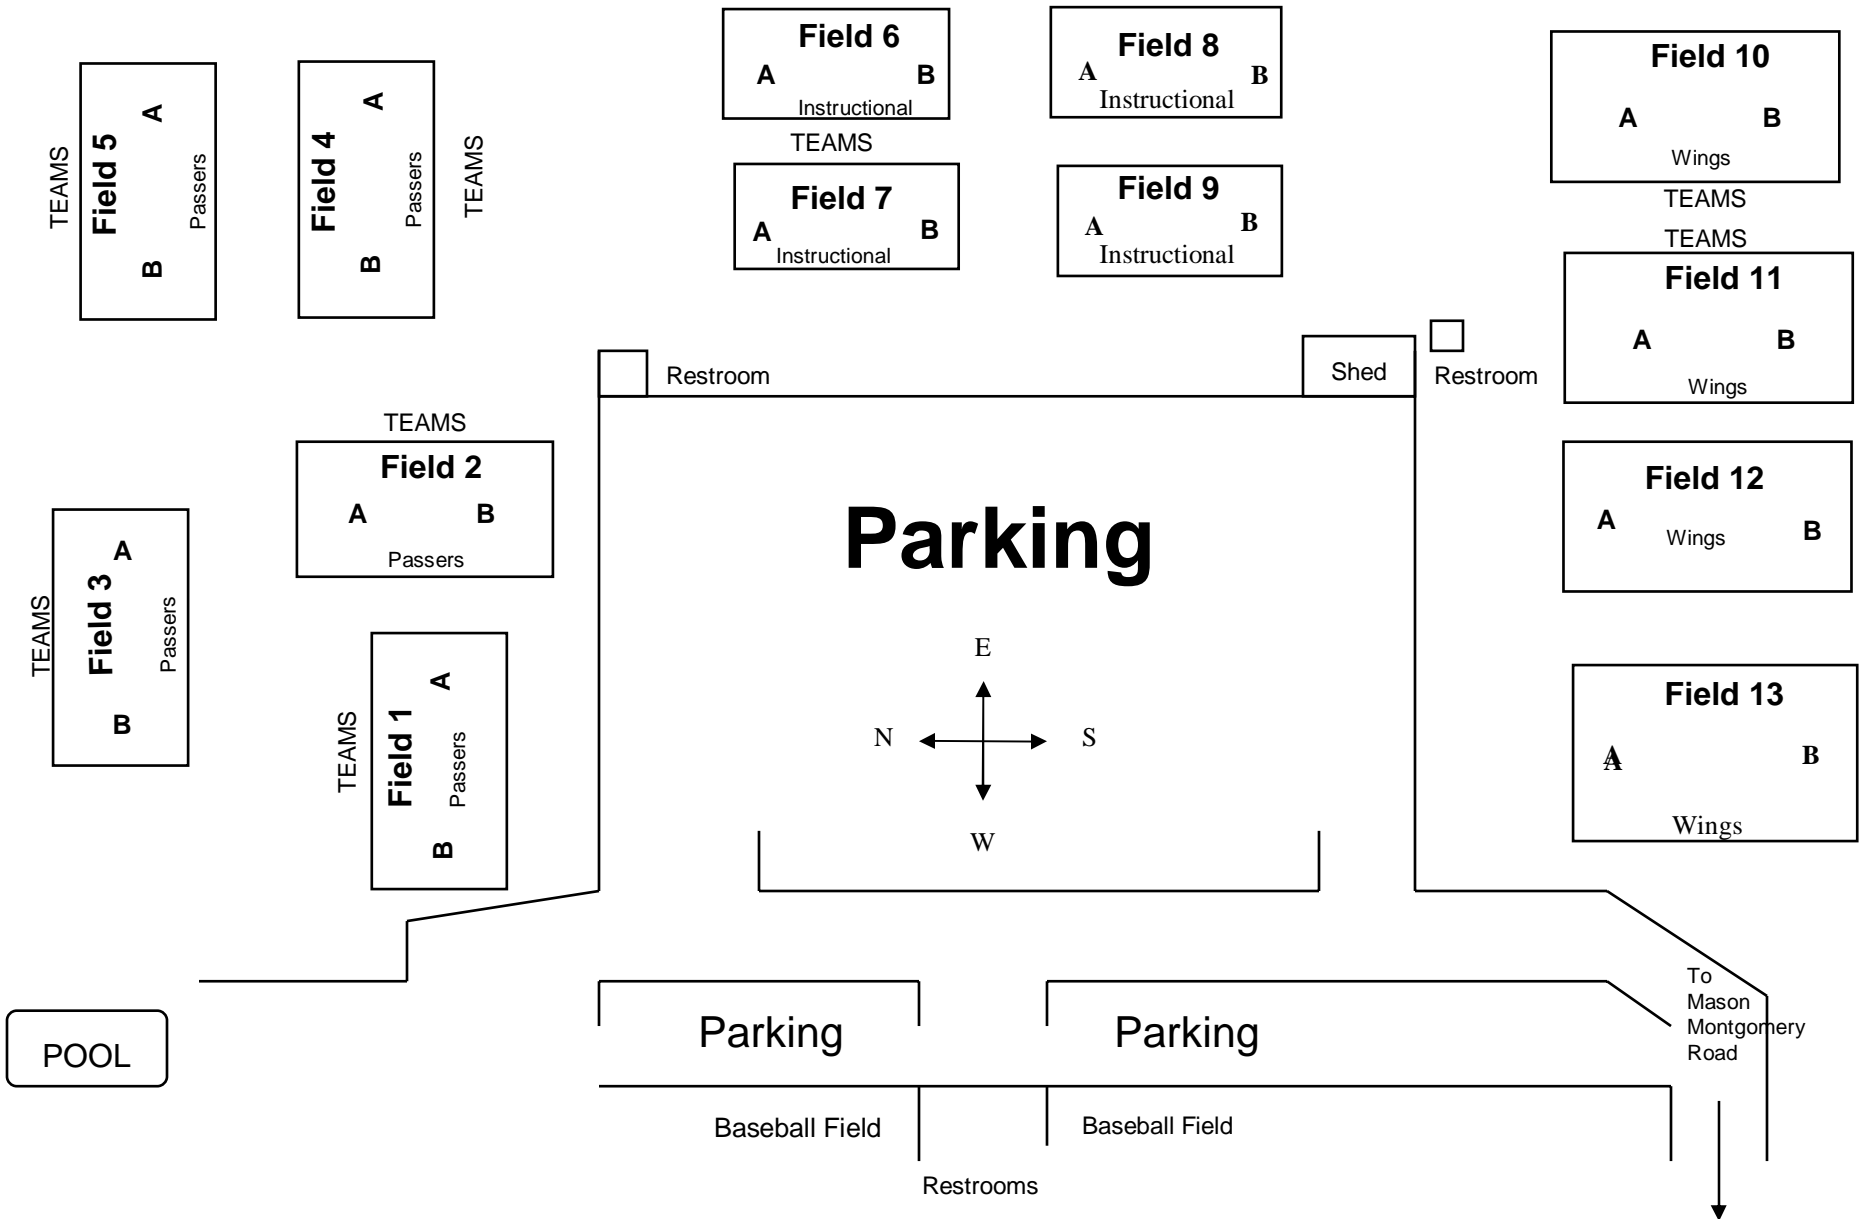 Field 6
A
B
Instructional
TEAMS
Field 7
A
B
Instructional
Field 8
A
B
Instructional
Field 9
A
B
Instructional
Field 10
A
B
Wings
TEAMS
TEAMS
Field 11
A
B
Wings
Field 12
A
B
Wings
Field 13
A
A
B
Wings
TEAMS
Field 5
A
B
Passers
Field 4
A
B
Passers
TEAMS
Restroom
Shed
Restroom
TEAMS
Field 2
A
B
Passers
TEAMS
Field 3
A
B
Passers
TEAMS
Field 1
A
B
Passers
Parking
E
N
S
W
To
Mason
Montgomery
Road
POOL
Parking
Parking
Baseball Field
Baseball Field
Restrooms